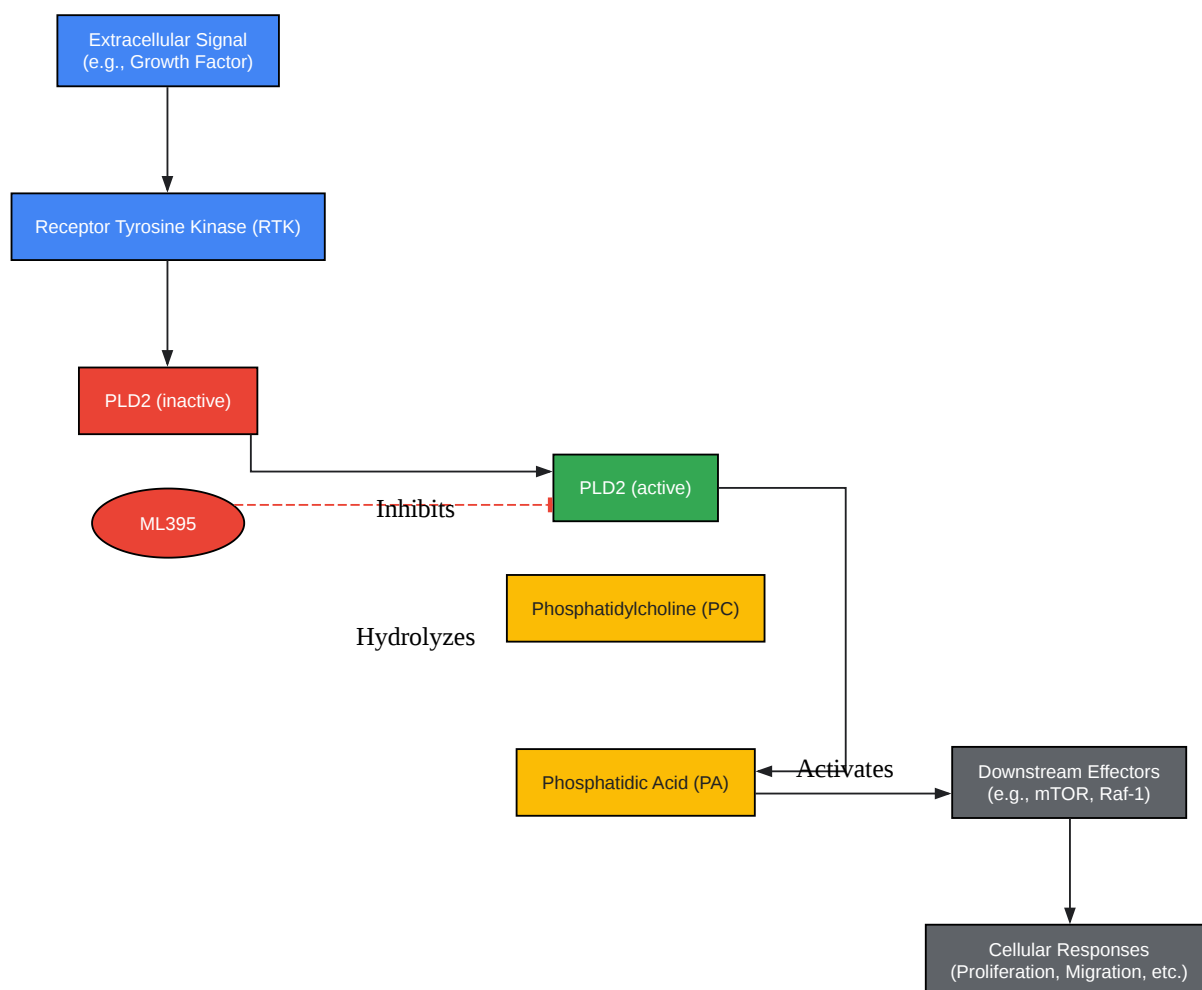 Extracellular Signal
(e.g., Growth Factor)
Receptor Tyrosine Kinase (RTK)
PLD2 (inactive)
PLD2 (active)
Inhibits
ML395
Phosphatidylcholine (PC)
Hydrolyzes
Activates
Phosphatidic Acid (PA)
Downstream Effectors
(e.g., mTOR, Raf-1)
Cellular Responses
(Proliferation, Migration, etc.)